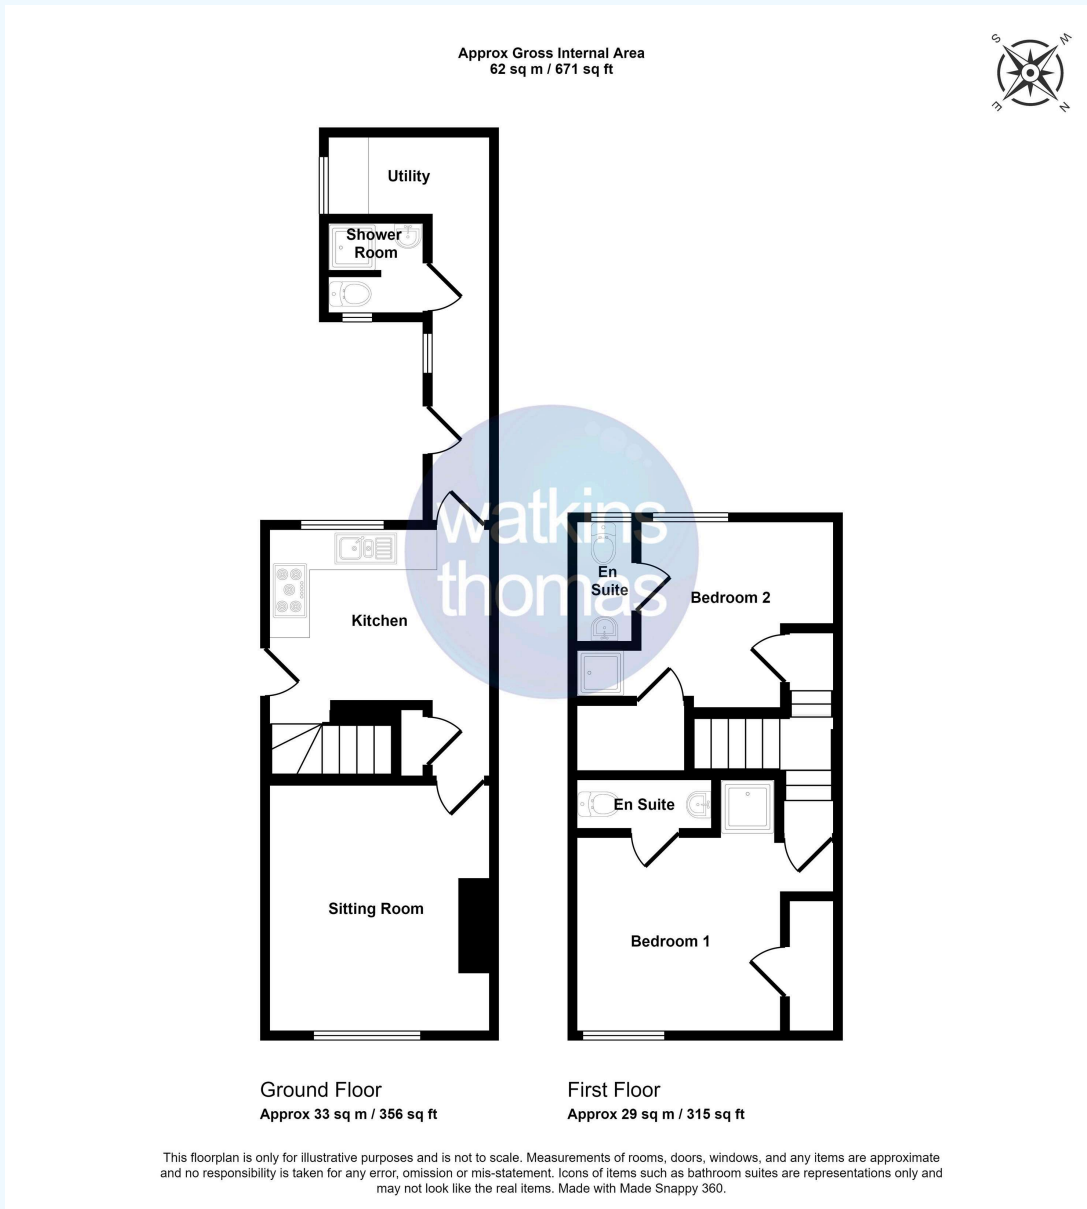 Approx Gross Internal Area
62 sq m / 671 sq ft
S
W
E
N
Utility
Shower
Room
Kitchen
Sitting Room
watkins
thomas
En
Suite
Bedroom 2
En Suite
Bedroom 1
Ground Floor
Approx 33 sq m / 356 sq ft
First Floor
Approx 29 sq m / 315 sq ft
This floorplan is only for illustrative purposes and is not to scale. Measurements of rooms, doors, windows, and any items are approximate
and no responsibility is taken for any error, omission or mis-statement. Icons of items such as bathroom suites are representations only and
may not look like the real items. Made with Made Snappy 360.